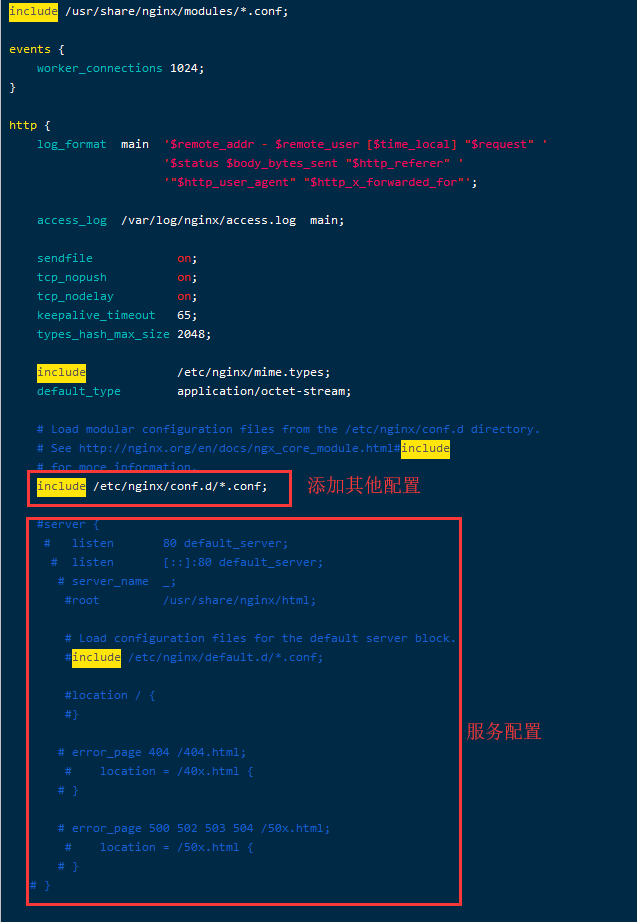 include /usr/share/nginx/modules/*.conf;
events {
    worker_connections 1024;
}
http {
    log_format  main  '$remote_addr - $remote_user [$time_local] "$request" '
                      '$status $body_bytes_sent "$http_referer" '
                      '"$http_user_agent" "$http_x_forwarded_for"';
    access_log  /var/log/nginx/access.log  main;
    sendfile            on;
    tcp_nopush          on;
    tcp_nodelay         on;
    keepalive_timeout   65;
    types_hash_max_size 2048;
    include             /etc/nginx/mime.types;
    default_type        application/octet-stream;
    # Load modular configuration files from the /etc/nginx/conf.d directory.
    # See http://nginx.org/en/docs/ngx_core_module.html#include
    # for more information.
    include /etc/nginx/conf.d/*.conf; 添加其他配置
    #server {
     #   listen       80 default_server;
      #  listen       [::]:80 default_server;
       # server_name  _;
        #root         /usr/share/nginx/html;
        # Load configuration files for the default server block.
        #include /etc/nginx/default.d/*.conf;
        #location / {
        #}
服务配置
       # error_page 404 /404.html;
        #    location = /40x.html {
       # }
       # error_page 500 502 503 504 /50x.html;
        #    location = /50x.html {
       # }
   # }